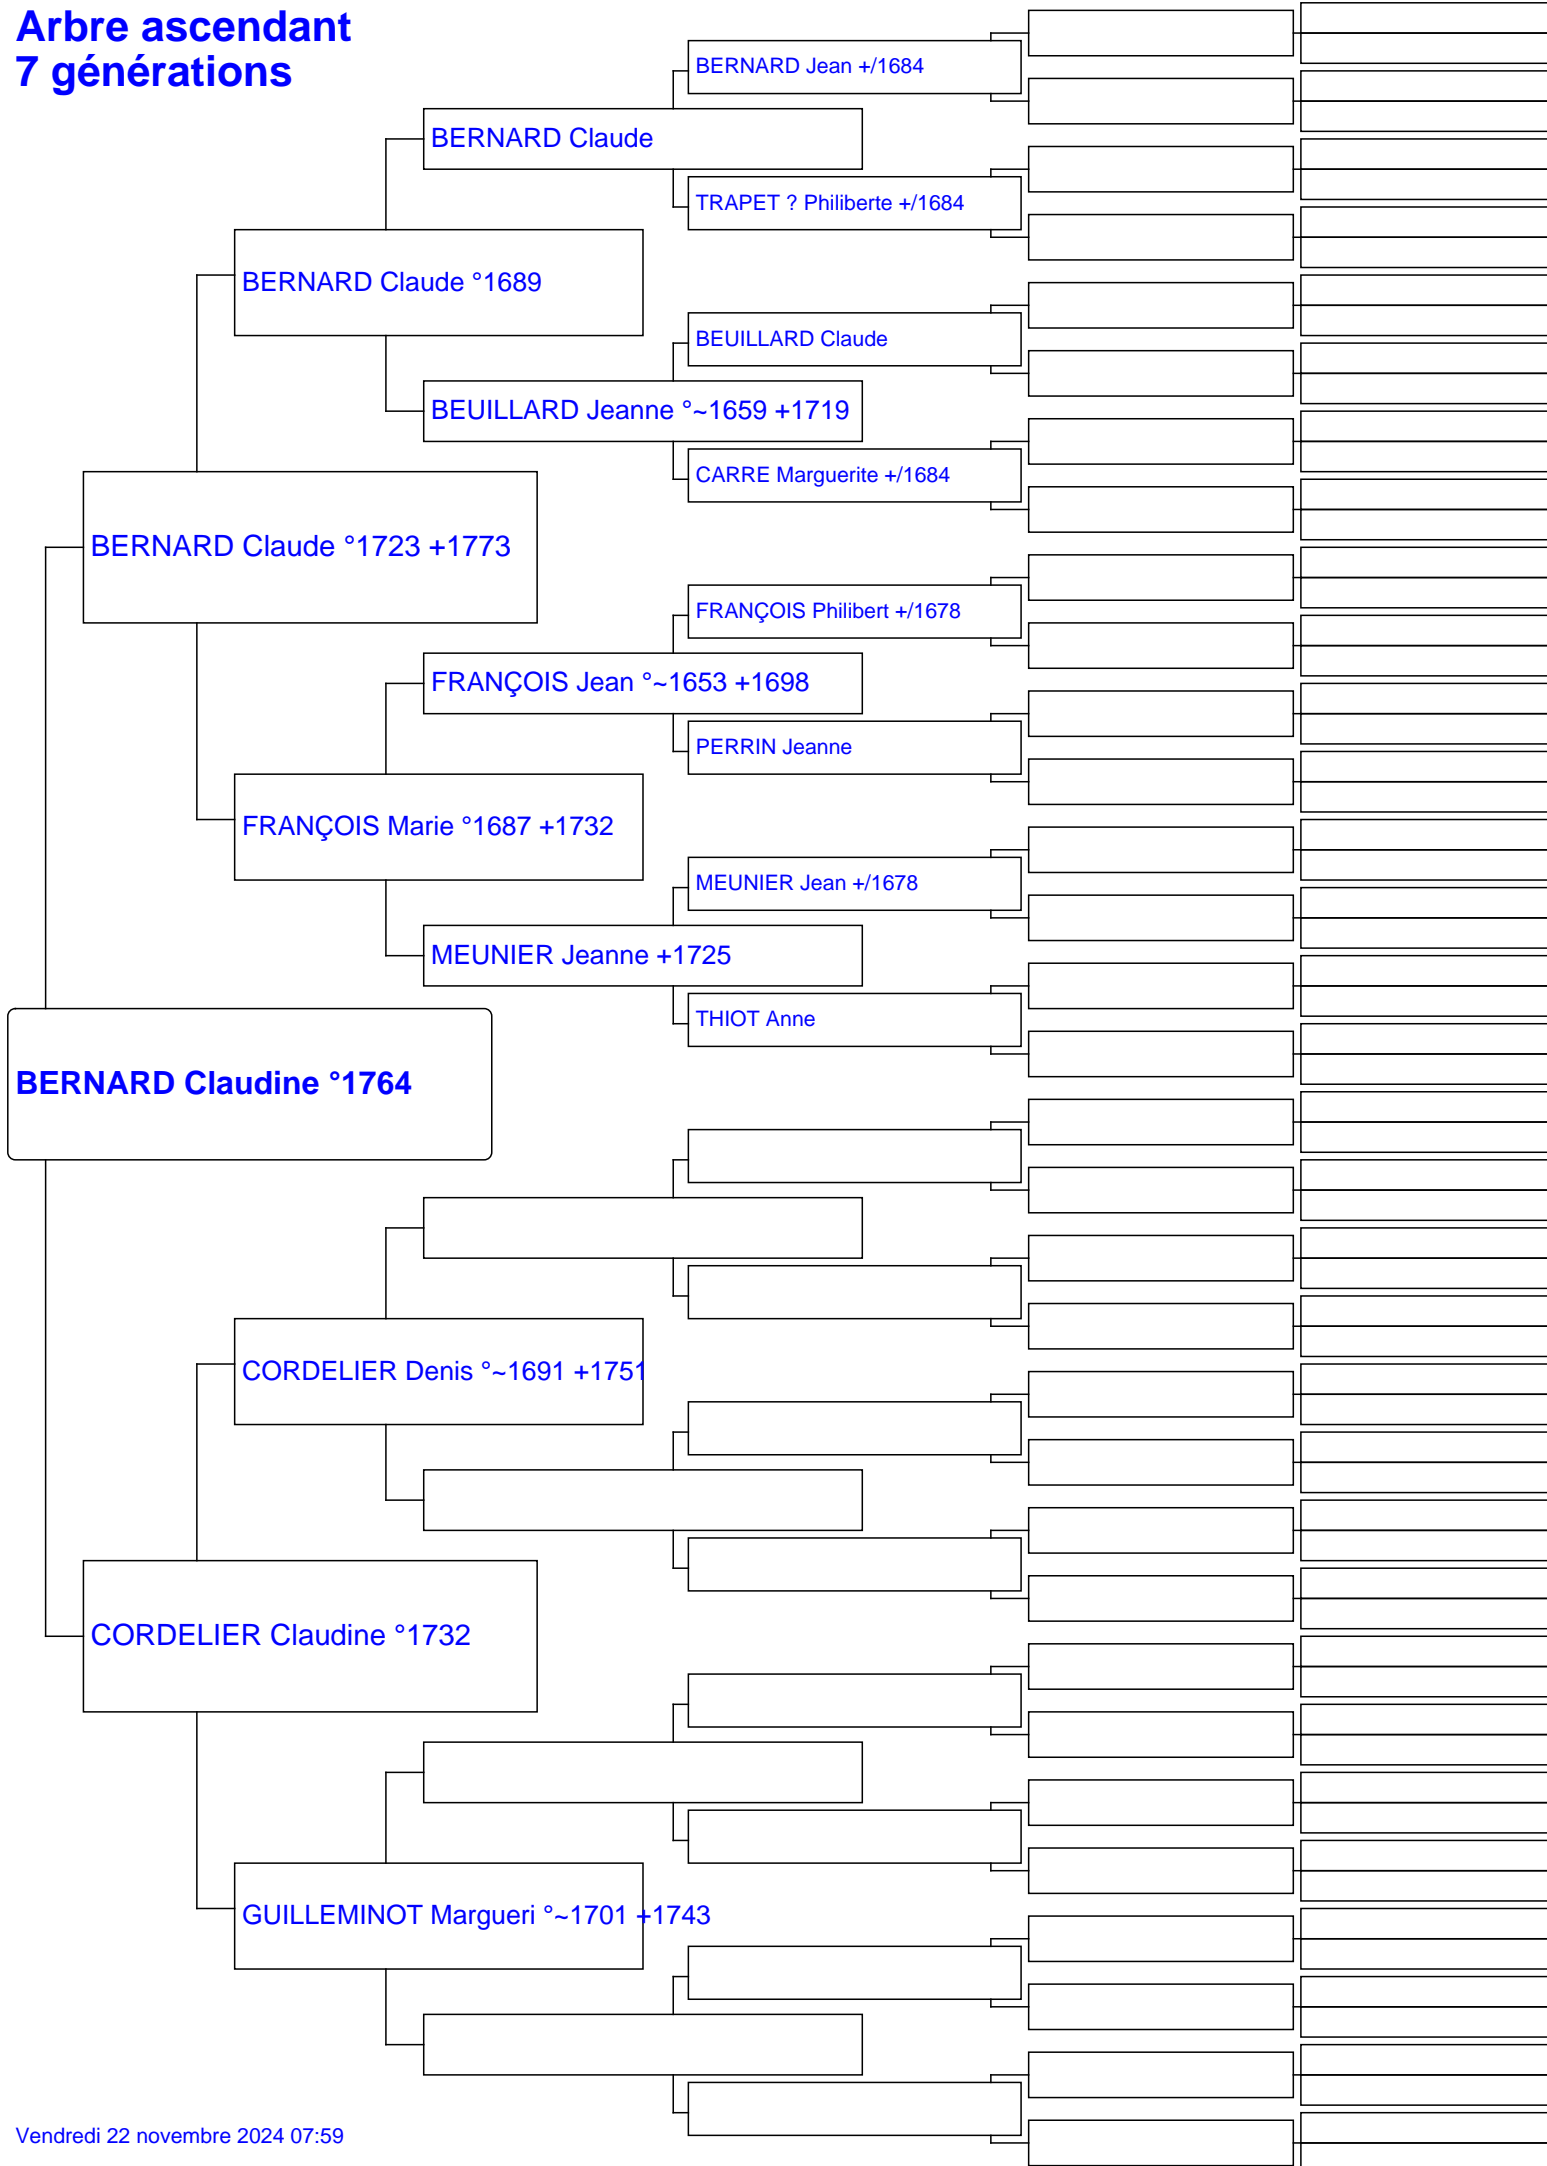 Arbre ascendant
7 générations
BERNARD Jean +/1684
BERNARD Claude
TRAPET ? Philiberte +/1684
BERNARD Claude °1689
BEUILLARD Claude
BEUILLARD Jeanne °~1659 +1719
CARRE Marguerite +/1684
BERNARD Claude °1723 +1773
FRANÇOIS Philibert +/1678
FRANÇOIS Jean °~1653 +1698
PERRIN Jeanne
FRANÇOIS Marie °1687 +1732
MEUNIER Jean +/1678
MEUNIER Jeanne +1725
THIOT Anne
BERNARD Claudine °1764
CORDELIER Denis °~1691 +1751
CORDELIER Claudine °1732
GUILLEMINOT Margueri °~1701 +1743
Vendredi 22 novembre 2024 07:59